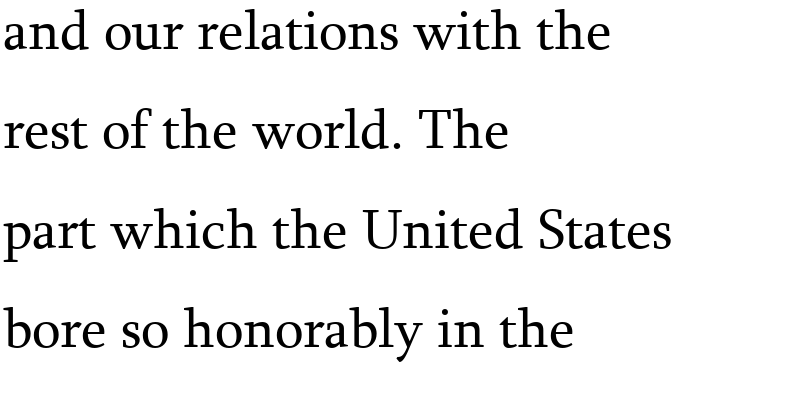 and our relations with the
rest of the world. The
part which the United States
bore so honorably in the